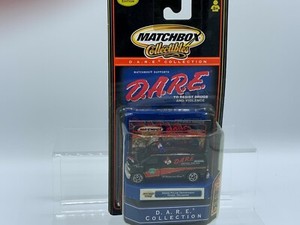 MATCHBOX
Collectibles
D.A.R.E. COLLECTION
MATCHBOX SUPPORTS
D.A.R.E.
TO RESIST DRUGS
AND VIOLENCE
D.A.R.E.
D. A. R. E.
COLLECTION